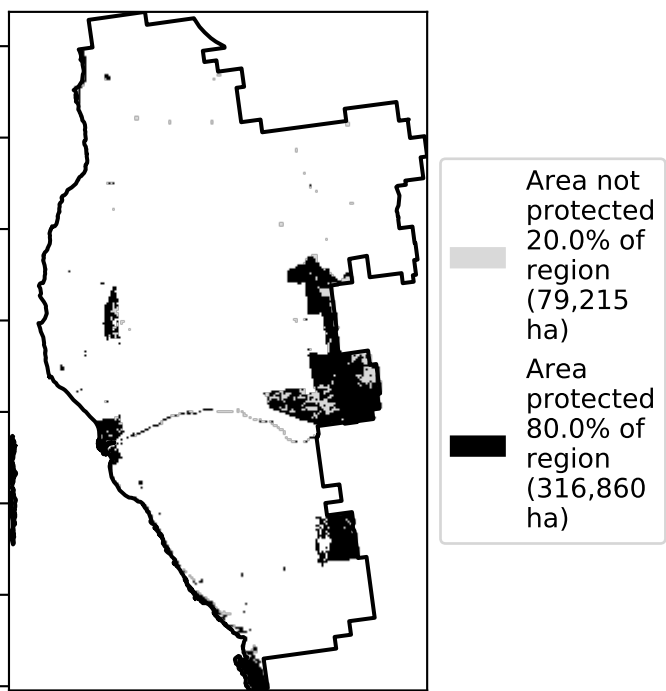 Area not
protected
20.0% of
region
(79,215
ha)
Area
protected
80.0% of
region
(316,860
ha)